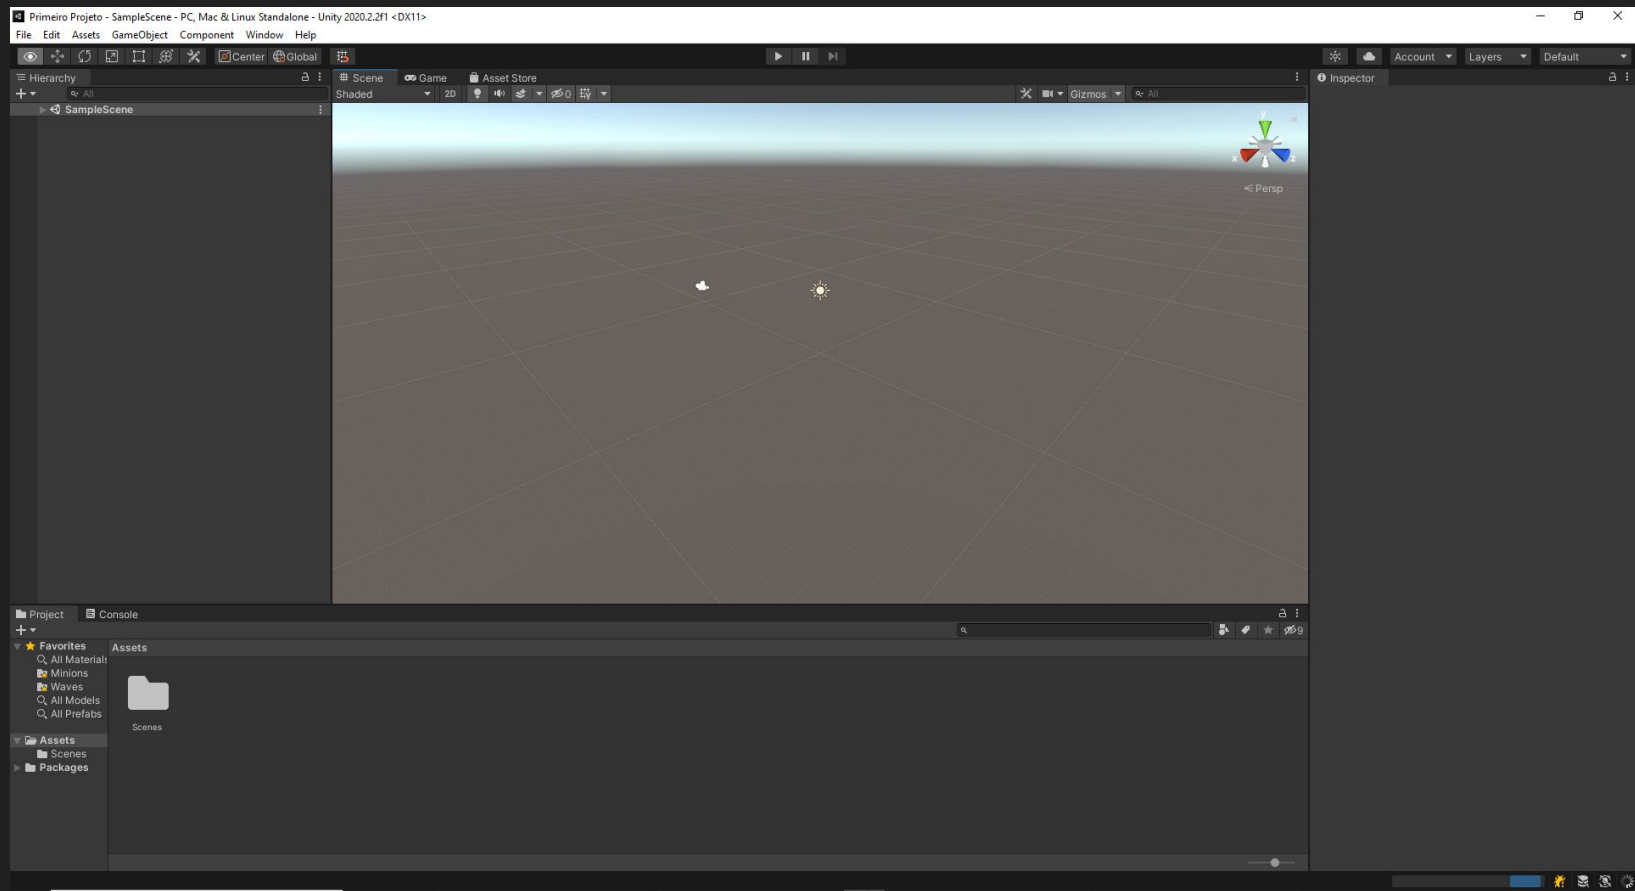 Primeiro Projeto - SampleScene - PC, Mac & Linux Standalone - Unity 2020.2.2f1 <DX11>
File Edit Assets GameObject Component Window Help
Center Global Account Layers Default
Hierarchy Scene Game Asset Store Inspector
All Shaded 2D 0 Gizmos All
SampleScene
y
x z
Persp
Project Console
9
Favorites Assets
All Materials
Minions
Waves
All Models
All Prefabs
Scenes
Assets
Scenes
Packages